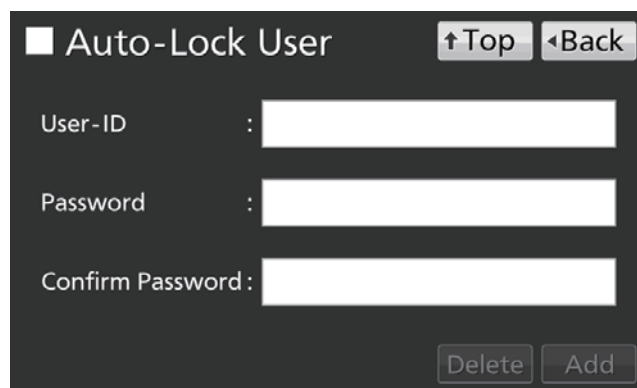 Auto-Lock User ↑Top ◂Back
User-ID :
Password :
Confirm Password :
Delete Add